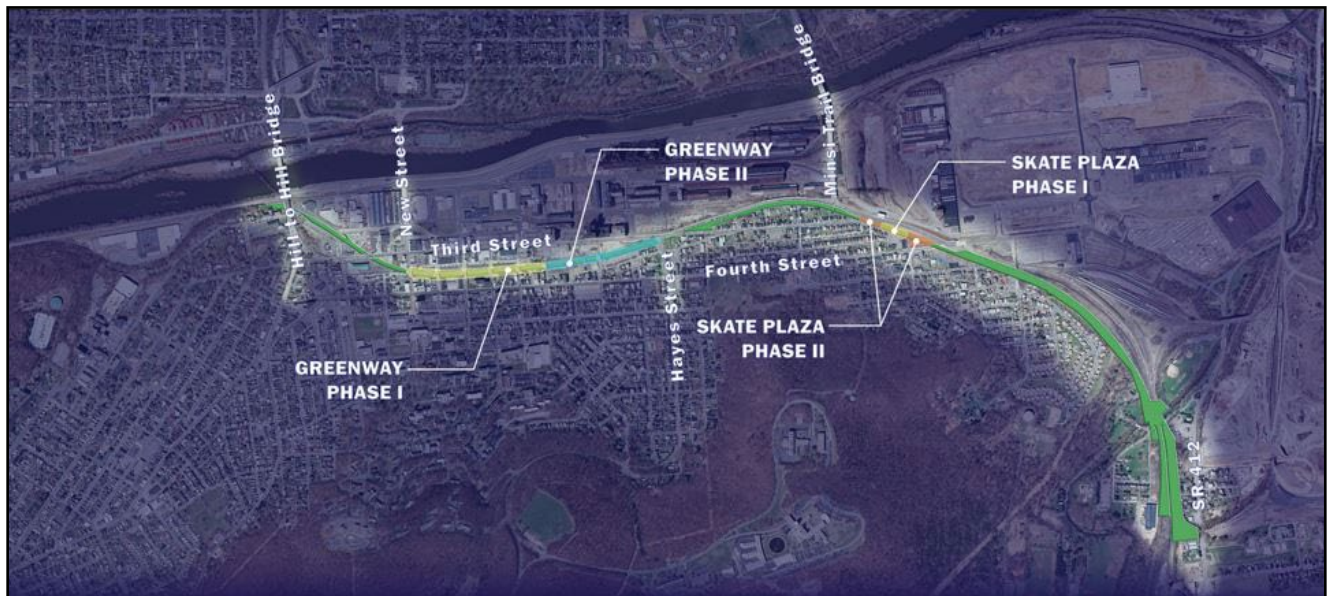 Hill to Hill Bridge
New Street
Third Street
GREENWAY
PHASE I
GREENWAY
PHASE II
Hayes Street
Fourth Street
Minsi Trail Bridge
SKATE PLAZA
PHASE I
SKATE PLAZA
PHASE II
SR 412